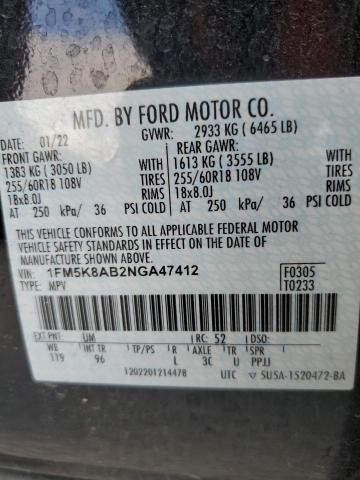 MFD. BY FORD MOTOR CO.
DATE: 01/22 GVWR: 2933 KG (6465 LB)
FRONT GAWR: REAR GAWR:
1383 KG (3050 LB) WITH 1613 KG (3555 LB) WITH
255/60R18 108V TIRES 255/60R18 108V TIRES
18x8.0J RIMS 18x8.0J RIMS
AT 250 kPa/ 36 PSI COLD AT 250 kPa/ 36 PSI COLD
THIS VEHICLE CONFORMS TO ALL APPLICABLE FEDERAL MOTOR
VEHICLE SAFETY AND THEFT PREVENTION STANDARDS IN
EFFECT ON THE DATE OF MANUFACTURE SHOWN ABOVE.
VIN: 1FM5K8AB2NGA47412 F0305
TYPE: MPV T0233
EXT PNT: UM RC: 52 DSO:
WB INT TR TP/PS R AXLE TR SPR
119 96 L 3C U PPJJ
1202201214478 UTC 5USA-1520472-BA